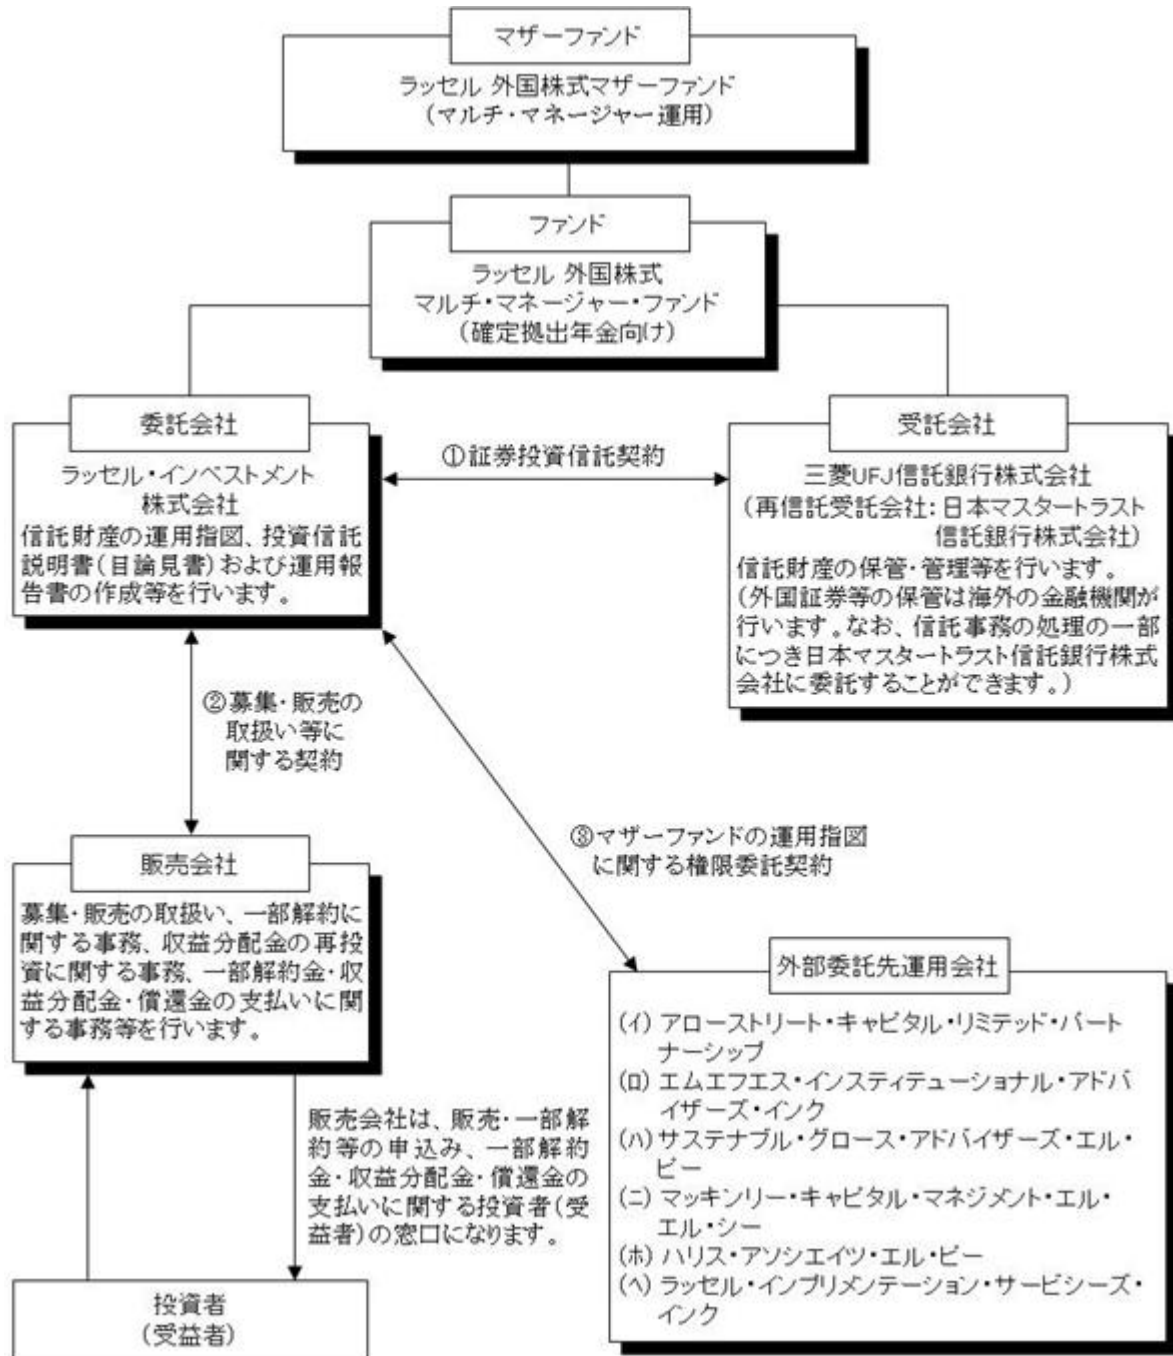 マザーファンド
ラッセル 外国株式マザーファンド
(マルチ・マネージャー運用)
ファンド
ラッセル 外国株式
マルチ・マネージャー・ファンド
(確定拠出年金向け)
委託会社
ラッセル・インベストメント
株式会社
信託財産の運用指図、投資信託
説明書(目論見書)および運用報
告書の作成等を行います。
①証券投資信託契約
受託会社
三菱UFJ信託銀行株式会社
(再信託受託会社:日本マスタートラスト
信託銀行株式会社)
信託財産の保管・管理等を行います。
(外国証券等の保管は海外の金融機関が
行います。なお、信託事務の処理の一部
につき日本マスタートラスト信託銀行株式
会社に委託することができます。)
②募集・販売の
取扱い等に
関する契約
③マザーファンドの運用指図
に関する権限委託契約
販売会社
募集・販売の取扱い、一部解約に
関する事務、収益分配金の再投
資に関する事務、一部解約金・収
益分配金・償還金の支払いに関
する事務等を行います。
外部委託先運用会社
(イ) アローストリート・キャピタル・リミテッド・パート
ナーシップ
(ロ) エムエフエス・インスティテューショナル・アドバ
イザーズ・インク
(ハ) サステナブル・グロース・アドバイザーズ・エル・
ピー
(ニ) マッキンリー・キャピタル・マネジメント・エル・
エル・シー
(ホ) ハリス・アソシエイツ・エル・ピー
(ヘ) ラッセル・インプリメンテーション・サービシーズ・
インク
販売会社は、販売・一部解
約等の申込み、一部解約
金・収益分配金・償還金の
支払いに関する投資者(受
益者)の窓口になります。
投資者
(受益者)